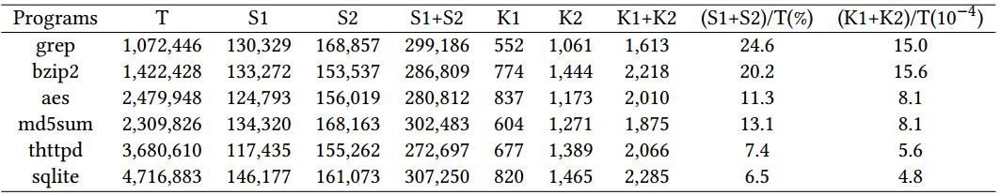 Programs T S1 S2 S1+S2 K1 K2 K1+K2 (S1+S2)/T(%) (K1+K2)/T(10⁻⁴)
grep 1,072,446 130,329 168,857 299,186 552 1,061 1,613 24.6 15.0
bzip2 1,422,428 133,272 153,537 286,809 774 1,444 2,218 20.2 15.6
aes 2,479,948 124,793 156,019 280,812 837 1,173 2,010 11.3 8.1
md5sum 2,309,826 134,320 168,163 302,483 604 1,271 1,875 13.1 8.1
thttpd 3,680,610 117,435 155,262 272,697 677 1,389 2,066 7.4 5.6
sqlite 4,716,883 146,177 161,073 307,250 820 1,465 2,285 6.5 4.8